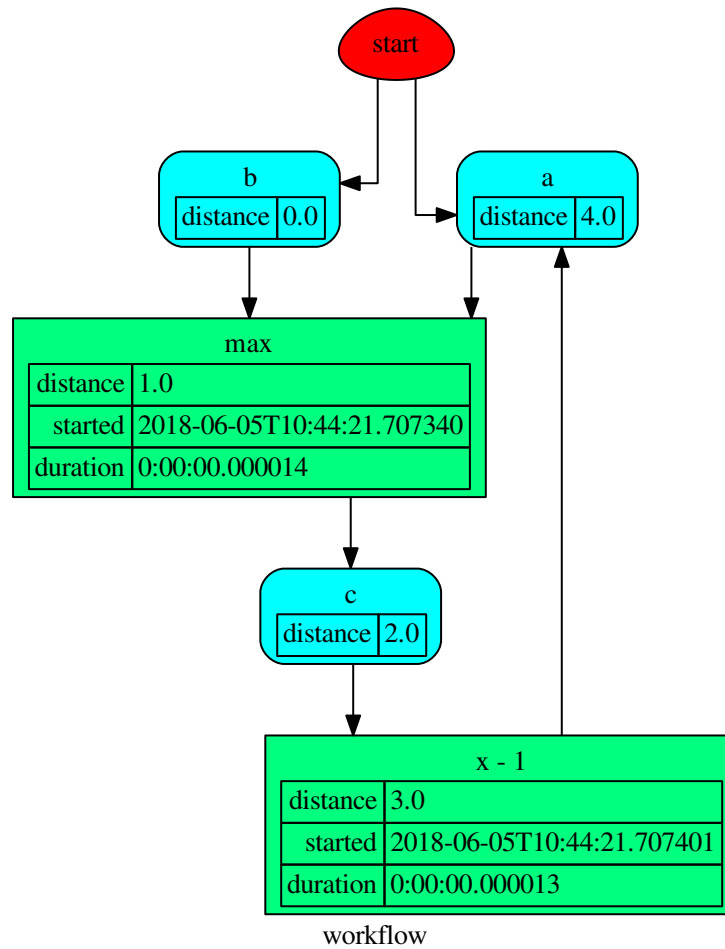 start
b
distance 0.0
a
distance 4.0
max
distance 1.0
started 2018-06-05T10:44:21.707340
duration 0:00:00.000014
c
distance 2.0
x - 1
distance 3.0
started 2018-06-05T10:44:21.707401
duration 0:00:00.000013
workflow